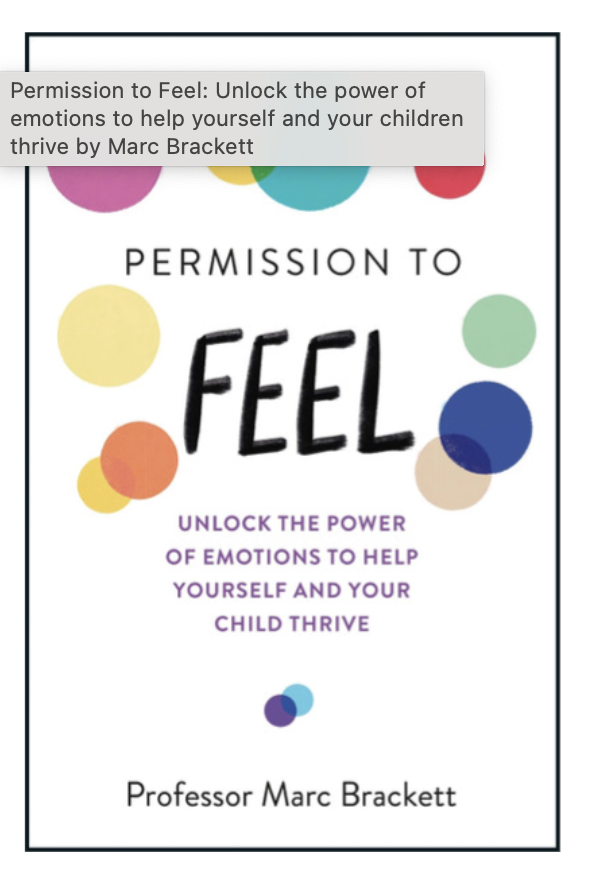 Permission to Feel: Unlock the power of
emotions to help yourself and your children
thrive by Marc Brackett
PERMISSION TO
FEEL
UNLOCK THE POWER
OF EMOTIONS TO HELP
YOURSELF AND YOUR
CHILD THRIVE
Professor Marc Brackett